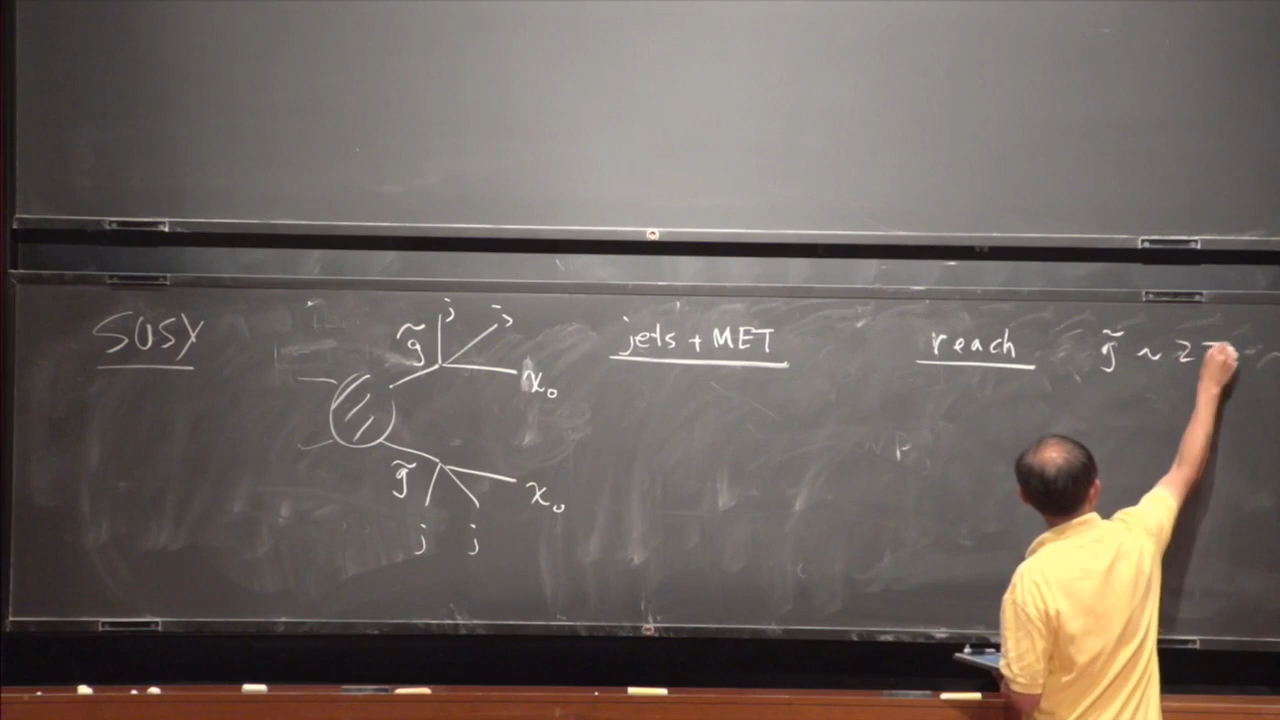 SUSY
g̃ j j
χ₀
jets + MET
reach
g̃ ~ 2 T
g̃
χ₀
j j